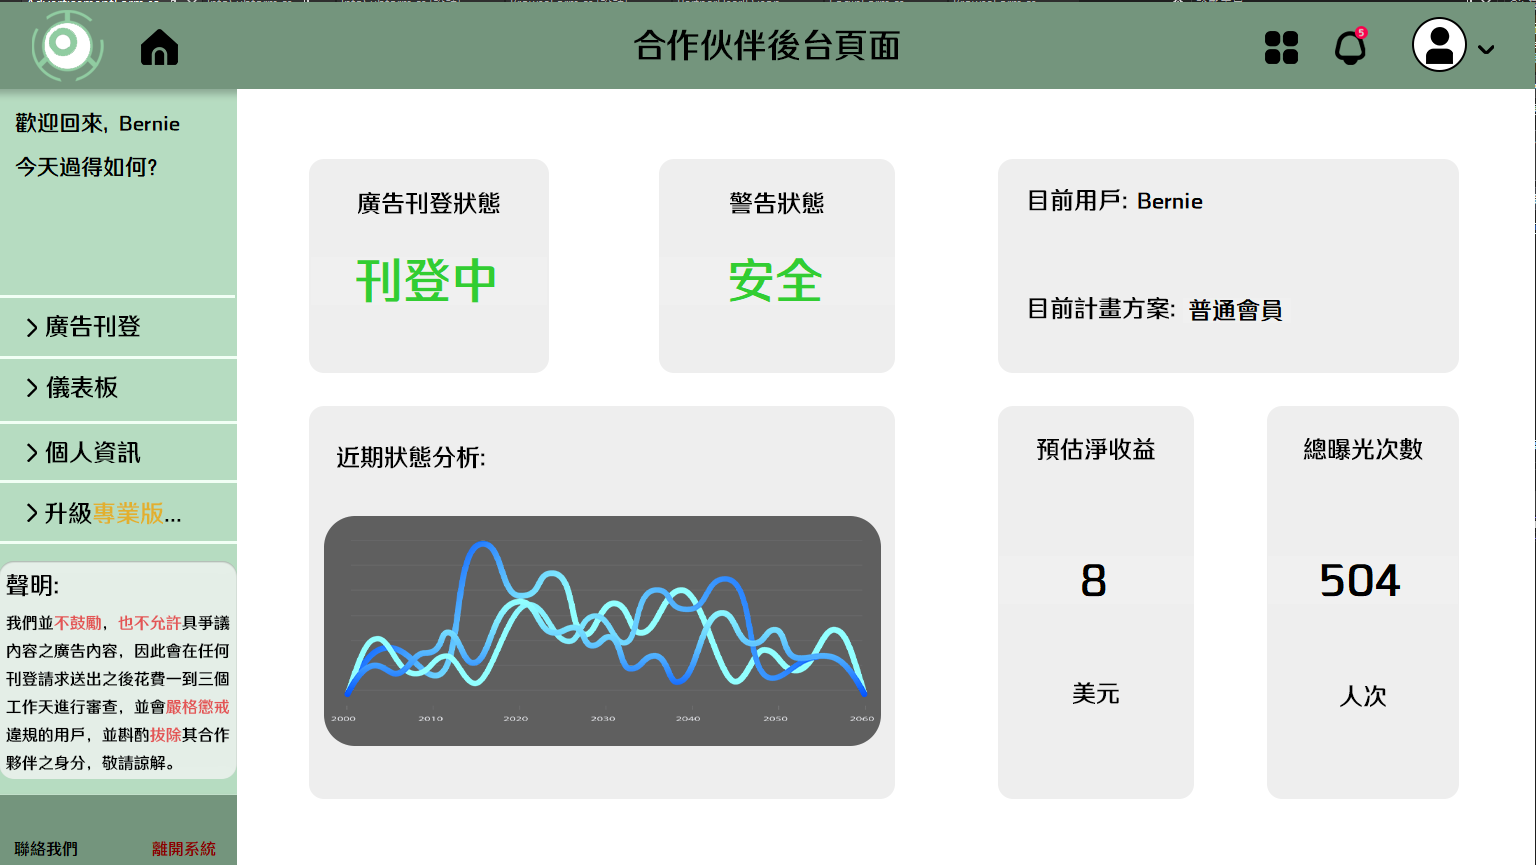 合作伙伴後台頁面
5
歡迎回來, Bernie
今天過得如何?
廣告刊登
儀表板
個人資訊
升級專業版...
聲明:
我們並不鼓勵，也不允許具爭議
內容之廣告內容，因此會在任何
刊登請求送出之後花費一到三個
工作天進行審查，並會嚴格懲戒
違規的用戶，並斟酌拔除其合作
夥伴之身分，敬請諒解。
聯絡我們
離開系統
廣告刊登狀態
刊登中
警告狀態
安全
目前用戶: Bernie
目前計畫方案: 普通會員
近期狀態分析:
2000 2010 2020 2030 2040 2050 2060
預估淨收益
8
美元
總曝光次數
504
人次